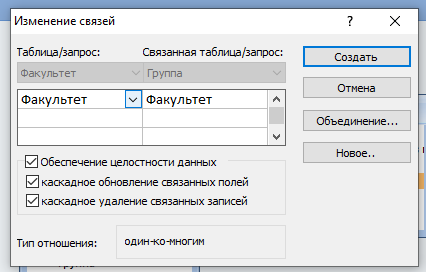 Изменение связей
Таблица/запрос: Связанная таблица/запрос:
Факультет Группа
Факультет Факультет
Обеспечение целостности данных
каскадное обновление связанных полей
каскадное удаление связанных записей
Тип отношения: один-ко-многим
Создать
Отмена
Объединение...
Новое..